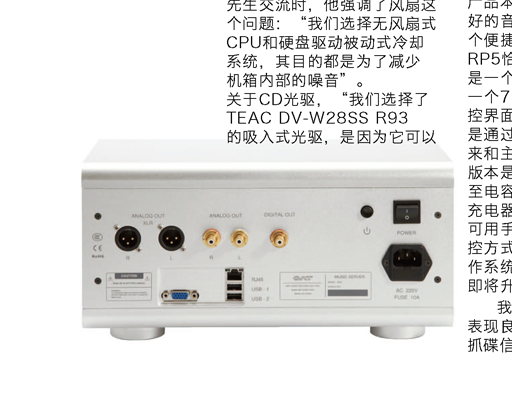 先生交流时，他强调了风扇这
个问题：“我们选择无风扇式
CPU和硬盘驱动被动式冷却
系统，其目的都是为了减少
机箱内部的噪音”。
关于CD光驱，“我们选择了
TEAC DV-W28SS R93
的吸入式光驱，是因为它可以
产品本
好的音
个便捷
RP5恰
是一个
一个7
控界面
是通过
来和主
版本是
至电容
充电器
可用手
控方式
作系统
即将升
我
表现良
抓碟信
ANALOG OUT
XLR
R
L
ANALOG OUT
R
L
DIGITAL OUT
POWER
AC 220V
FUSE 10A
CE
RoHS
CAUTION
RJ45
USB 1
USB 2
MUSIC SERVER